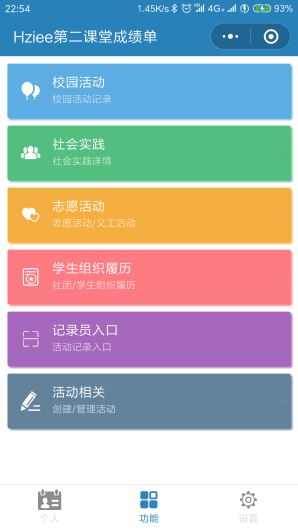 22:54 1.45K/s 4G 93%
Hziee第二课堂成绩单
校园活动
校园活动记录
社会实践
社会实践详情
志愿活动
志愿活动/义工活动
学生组织履历
社团/学生组织履历
记录员入口
活动记录入口
活动相关
创建/管理活动
个人 功能 设置